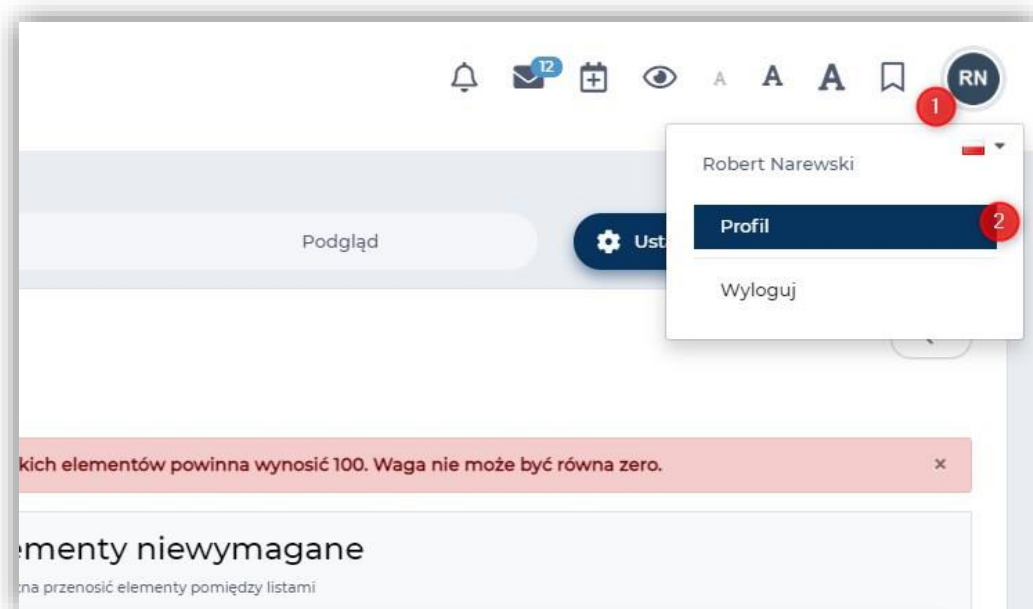 12
A A A
RN
1
Robert Narewski
Profil
2
Podgląd
Ust
Wyloguj
kich elementów powinna wynosić 100. Waga nie może być równa zero.
ementy niewymagane
zna przenosić elementy pomiędzy listami